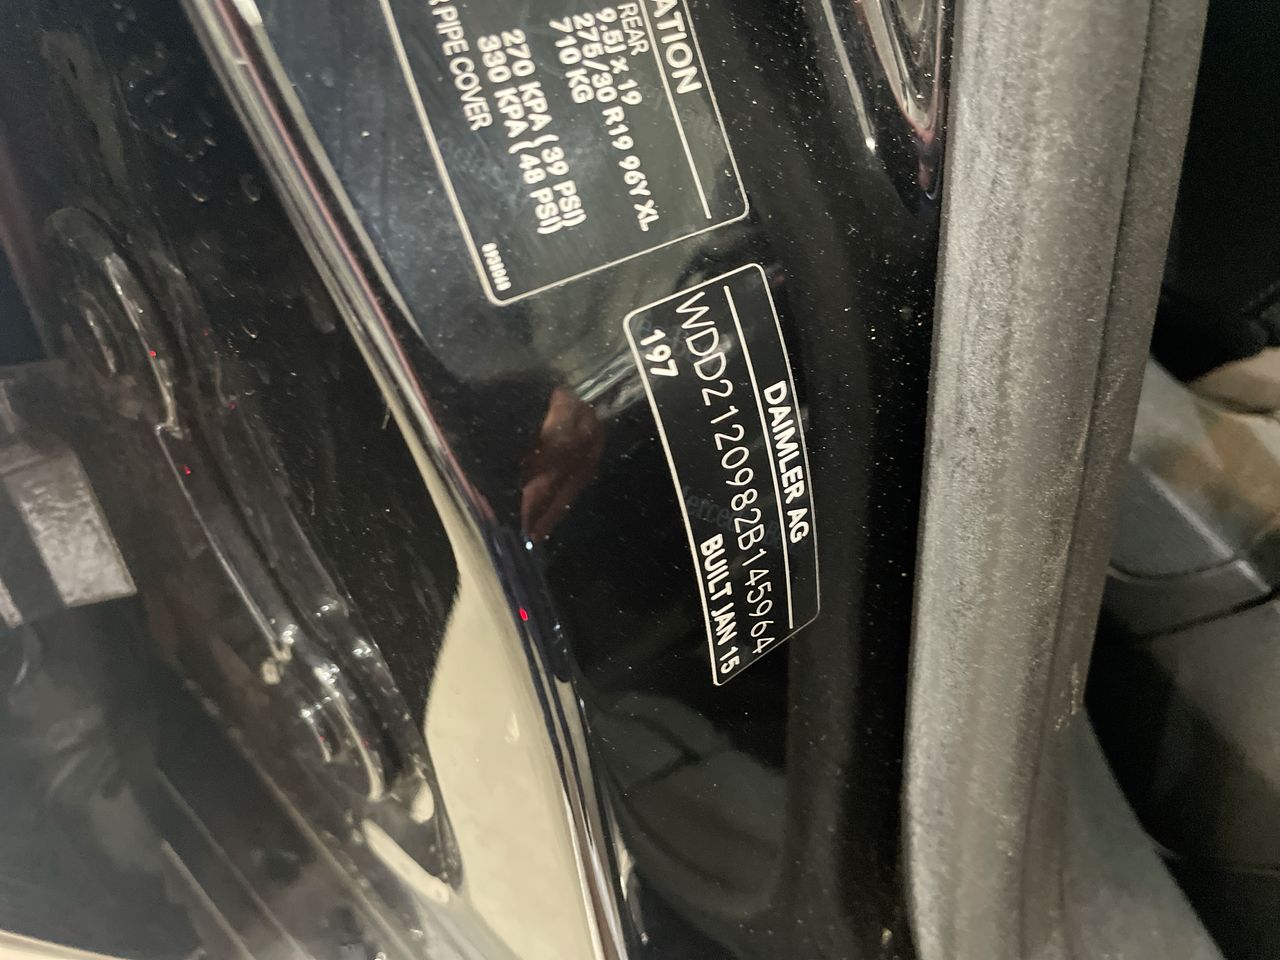 ATION
REAR
9.5J x 19
275/30 R19 96Y XL
710 KG
270 KPA ( 39 PSI)
330 KPA ( 48 PSI)
PIPE COVER
DAIMLER AG
WDD2120982B145964
197 BUILT JAN 15